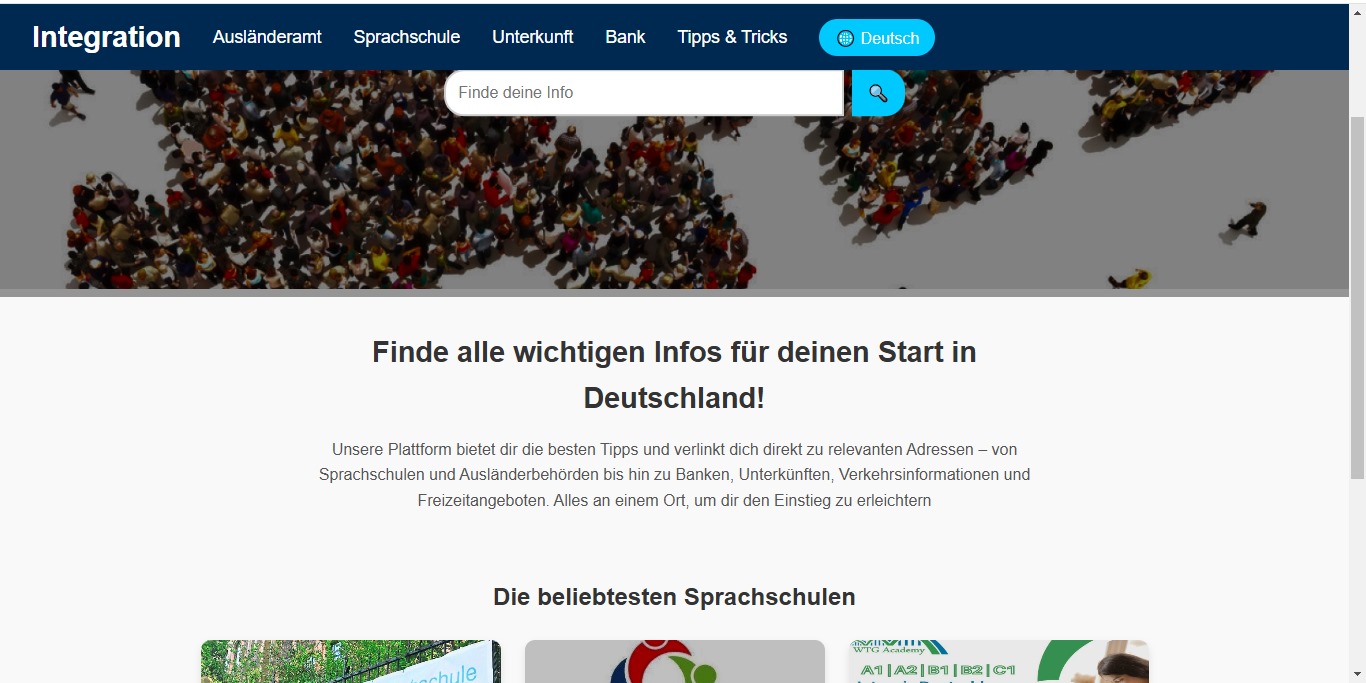 Integration Ausländeramt Sprachschule Unterkunft Bank Tipps & Tricks Deutsch
Finde deine Info
Finde alle wichtigen Infos für deinen Start in
Deutschland!
Unsere Plattform bietet dir die besten Tipps und verlinkt dich direkt zu relevanten Adressen – von
Sprachschulen und Ausländerbehörden bis hin zu Banken, Unterkünften, Verkehrsinformationen und
Freizeitangeboten. Alles an einem Ort, um dir den Einstieg zu erleichtern
Die beliebtesten Sprachschulen
WTG Academy
A1|A2|B1|B2|C1